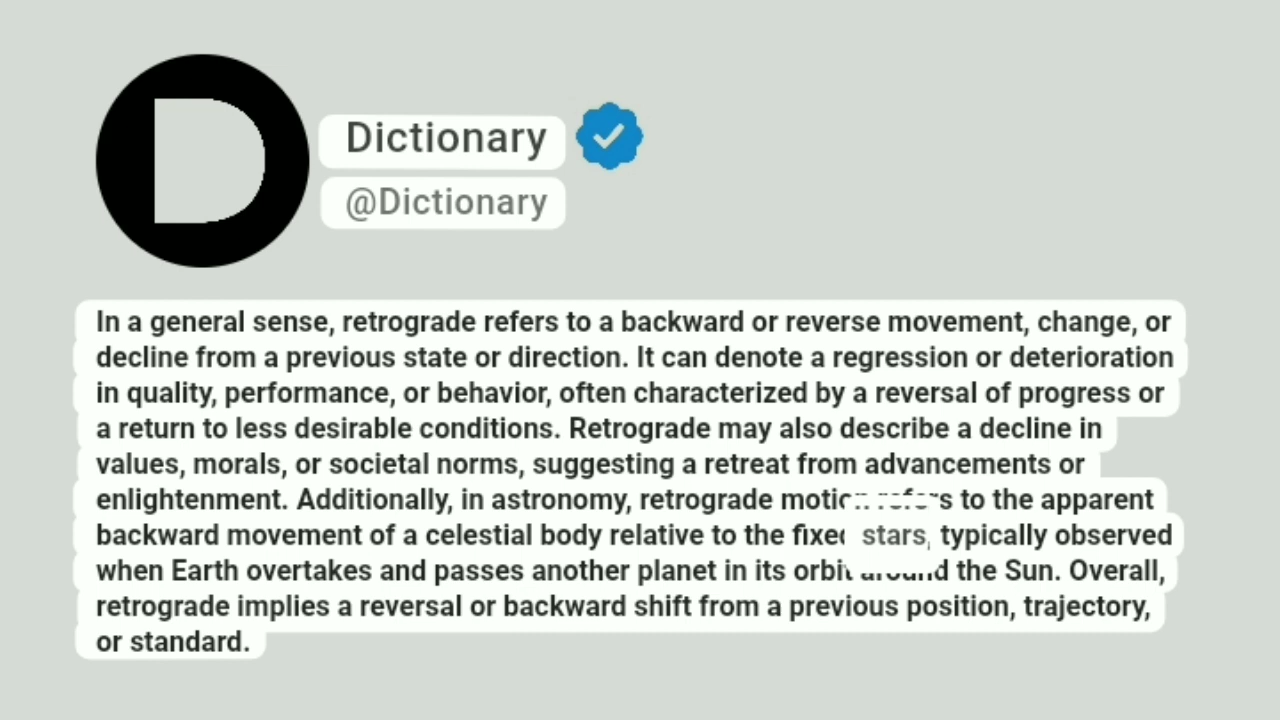 D
Dictionary
@Dictionary
In a general sense, retrograde refers to a backward or reverse movement, change, or
decline from a previous state or direction. It can denote a regression or deterioration
in quality, performance, or behavior, often characterized by a reversal of progress or
a return to less desirable conditions. Retrograde may also describe a decline in
values, morals, or societal norms, suggesting a retreat from advancements or
enlightenment. Additionally, in astronomy, retrograde motion refers to the apparent
backward movement of a celestial body relative to the fixed stars, typically observed
when Earth overtakes and passes another planet in its orbit around the Sun. Overall,
retrograde implies a reversal or backward shift from a previous position, trajectory,
or standard.